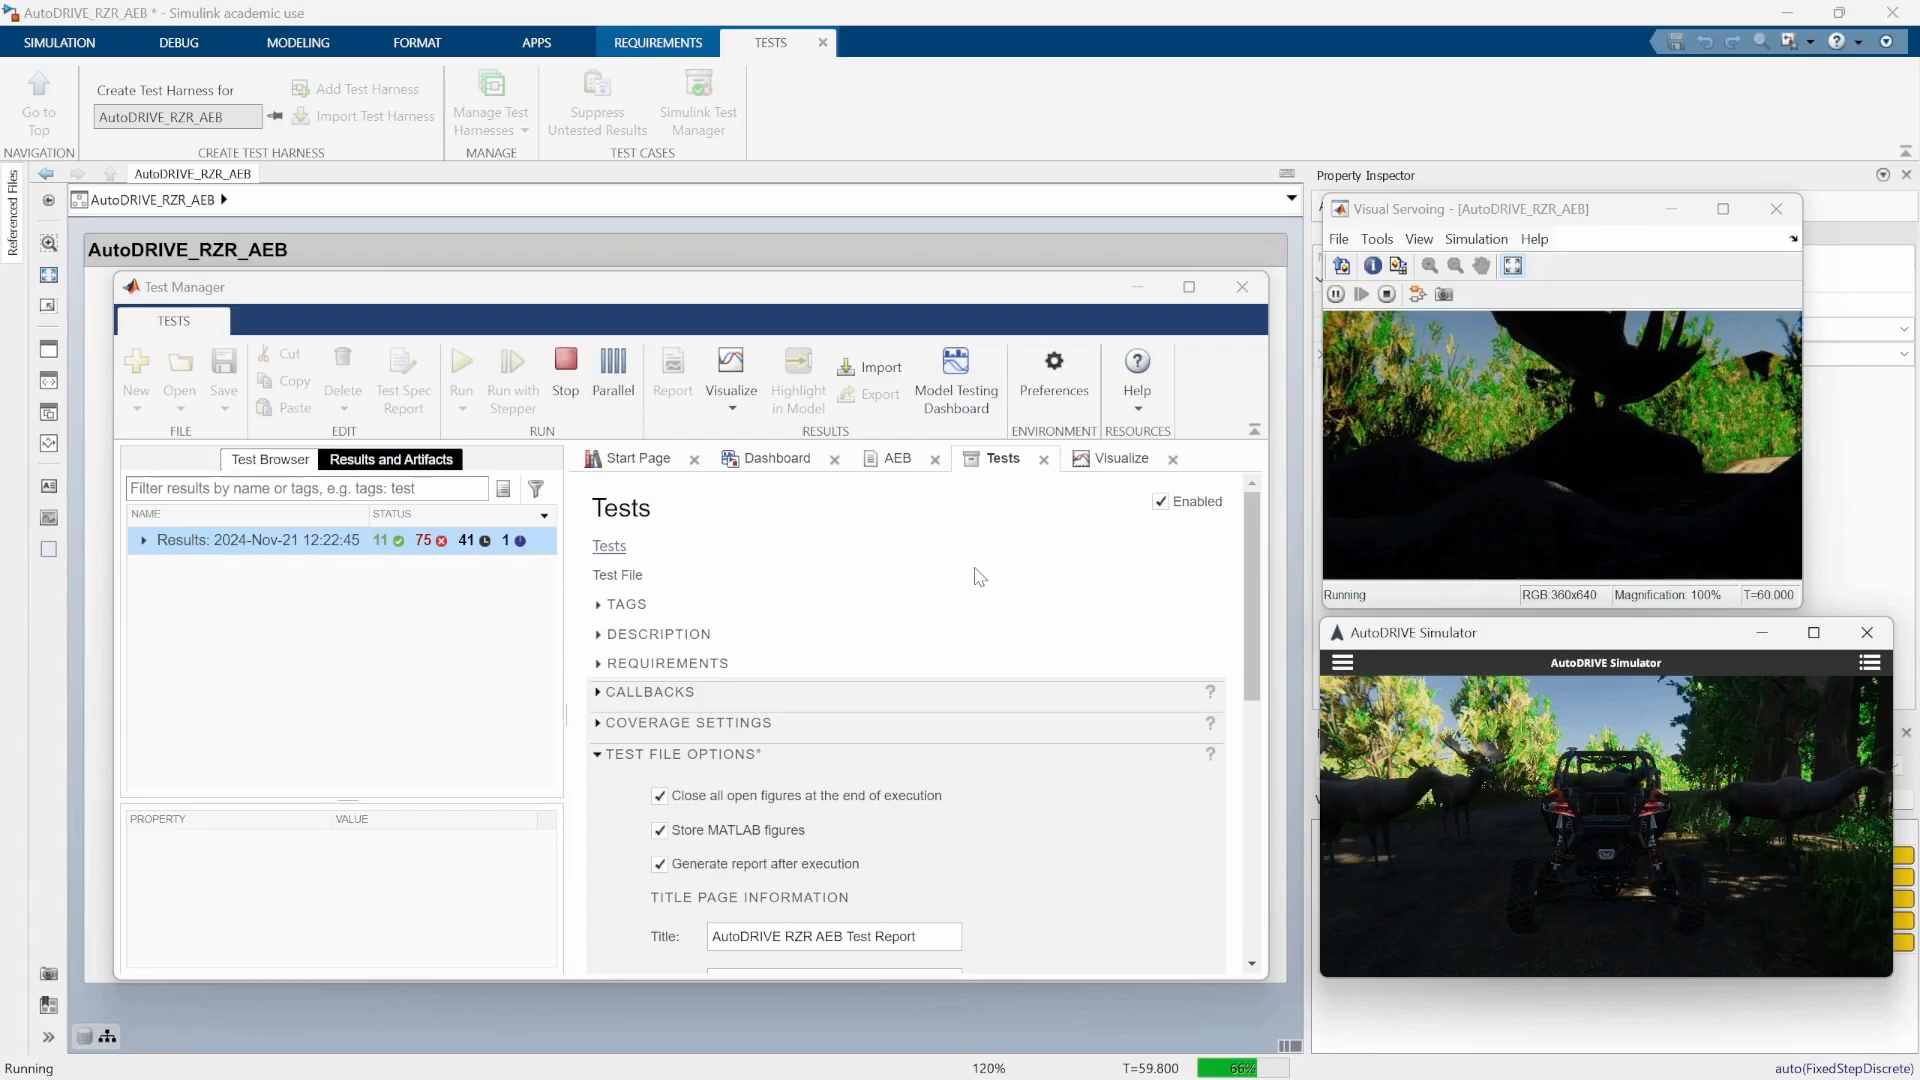 AutoDRIVE_RZR_AEB * - Simulink academic use
SIMULATION DEBUG MODELING FORMAT APPS REQUIREMENTS TESTS
Go to Top
Create Test Harness for
AutoDRIVE_RZR_AEB
Add Test Harness
Import Test Harness
Manage Test Harnesses
Suppress Untested Results
Simulink Test Manager
NAVIGATION CREATE TEST HARNESS MANAGE TEST CASES
Referenced Files
AutoDRIVE_RZR_AEB
AutoDRIVE_RZR_AEB
AutoDRIVE_RZR_AEB
Test Manager
TESTS
New Open Save
Cut
Copy
Paste
Delete
Test Spec Report
Run
Run with Stepper
Stop
Parallel
Report
Visualize
Highlight in Model
Import
Export
Model Testing Dashboard
Preferences
Help
FILE EDIT RUN RESULTS ENVIRONMENT RESOURCES
Test Browser Results and Artifacts
Filter results by name or tags, e.g. tags: test
NAME STATUS
Results: 2024-Nov-21 12:22:45 11 75 41 1
PROPERTY VALUE
Start Page Dashboard AEB Tests Visualize
Tests
Enabled
Tests
Test File
TAGS
DESCRIPTION
REQUIREMENTS
CALLBACKS ?
COVERAGE SETTINGS ?
TEST FILE OPTIONS* ?
Close all open figures at the end of execution
Store MATLAB figures
Generate report after execution
TITLE PAGE INFORMATION
Title: AutoDRIVE RZR AEB Test Report
Property Inspector
Visual Servoing - [AutoDRIVE_RZR_AEB]
File Tools View Simulation Help
Running RGB:360x640 Magnification: 100% T=60.000
AutoDRIVE Simulator
AutoDRIVE Simulator
Running 120% T=59.800 66% auto(FixedStepDiscrete)